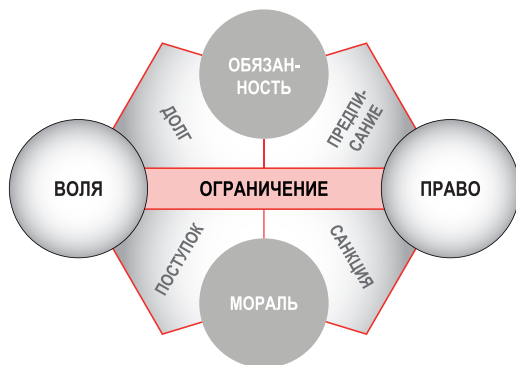 ОБЯЗАН-
НОСТЬ
ДОЛГ
ПРЕДПИ-
САНИЕ
ВОЛЯ
ОГРАНИЧЕНИЕ
ПРАВО
ПОСТУПОК
САНКЦИЯ
МОРАЛЬ